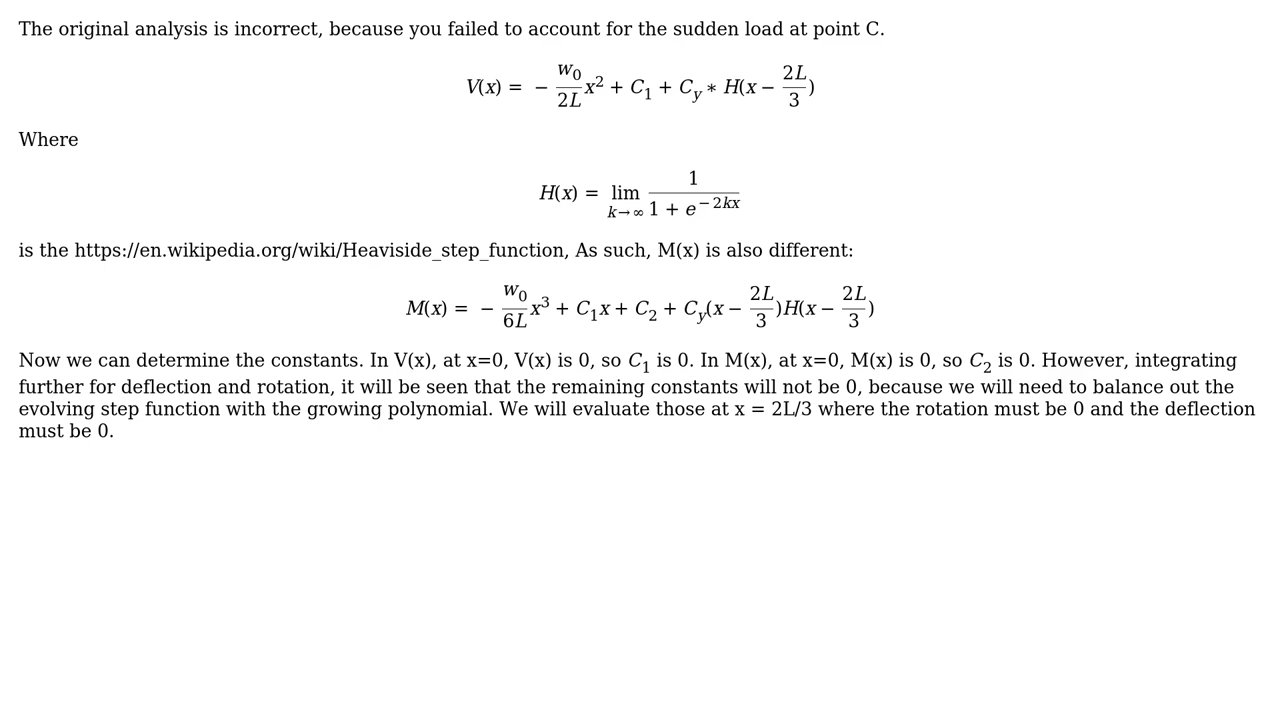 The original analysis is incorrect, because you failed to account for the sudden load at point C.
V(x) = − w₀/2L x² + C₁ + C_y ∗ H(x − 2L/3)
Where
H(x) = lim k→∞ 1/(1 + e^(−2kx))
is the https://en.wikipedia.org/wiki/Heaviside_step_function, As such, M(x) is also different:
M(x) = − w₀/6L x³ + C₁x + C₂ + C_y(x − 2L/3)H(x − 2L/3)
Now we can determine the constants. In V(x), at x=0, V(x) is 0, so C₁ is 0. In M(x), at x=0, M(x) is 0, so C₂ is 0. However, integrating
further for deflection and rotation, it will be seen that the remaining constants will not be 0, because we will need to balance out the
evolving step function with the growing polynomial. We will evaluate those at x = 2L/3 where the rotation must be 0 and the deflection
must be 0.